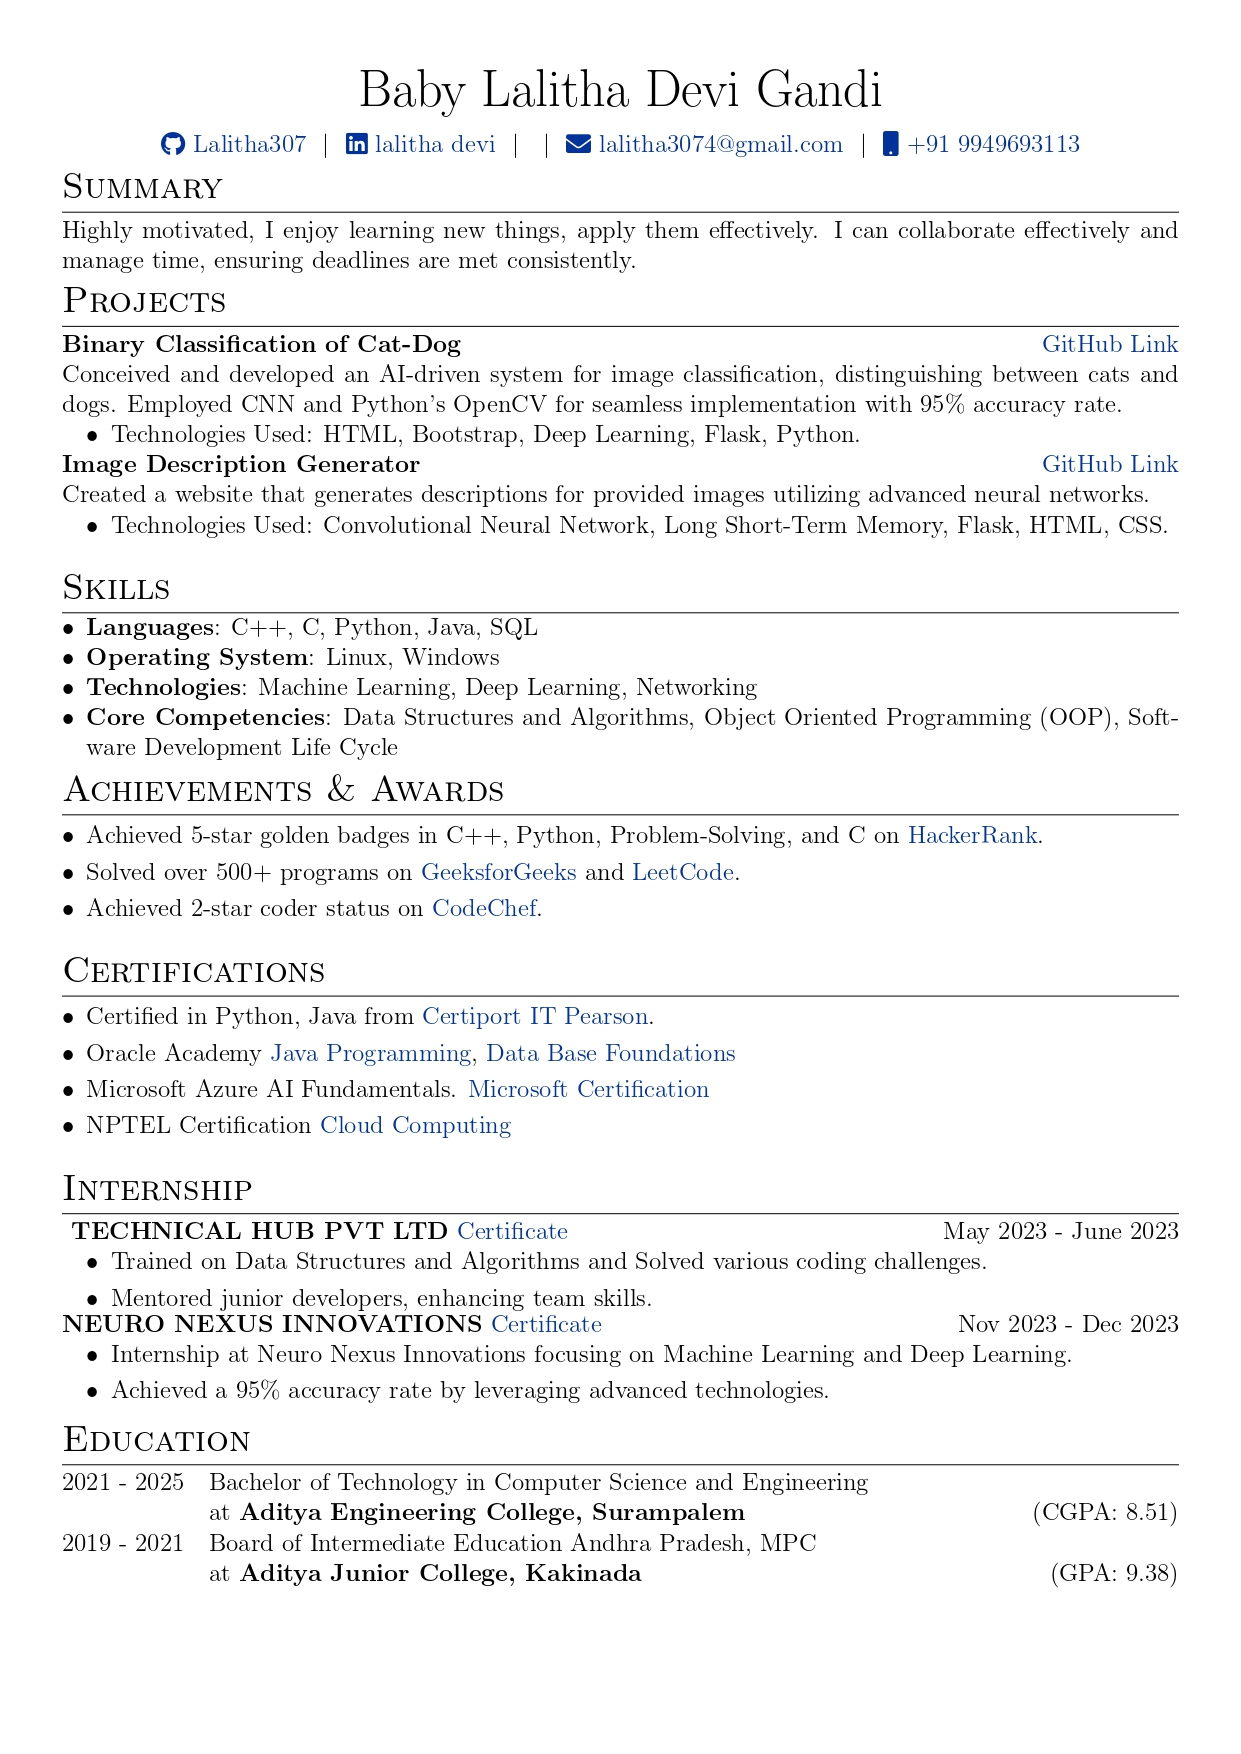 Baby Lalitha Devi Gandi
Lalitha307 | lalitha devi | | lalitha3074@gmail.com | +91 9949693113
Summary
Highly motivated, I enjoy learning new things, apply them effectively. I can collaborate effectively and
manage time, ensuring deadlines are met consistently.
Projects
Binary Classification of Cat-Dog GitHub Link
Conceived and developed an AI-driven system for image classification, distinguishing between cats and
dogs. Employed CNN and Python's OpenCV for seamless implementation with 95% accuracy rate.
• Technologies Used: HTML, Bootstrap, Deep Learning, Flask, Python.
Image Description Generator GitHub Link
Created a website that generates descriptions for provided images utilizing advanced neural networks.
• Technologies Used: Convolutional Neural Network, Long Short-Term Memory, Flask, HTML, CSS.
Skills
• Languages: C++, C, Python, Java, SQL
• Operating System: Linux, Windows
• Technologies: Machine Learning, Deep Learning, Networking
• Core Competencies: Data Structures and Algorithms, Object Oriented Programming (OOP), Soft-
ware Development Life Cycle
Achievements & Awards
• Achieved 5-star golden badges in C++, Python, Problem-Solving, and C on HackerRank.
• Solved over 500+ programs on GeeksforGeeks and LeetCode.
• Achieved 2-star coder status on CodeChef.
Certifications
• Certified in Python, Java from Certiport IT Pearson.
• Oracle Academy Java Programming, Data Base Foundations
• Microsoft Azure AI Fundamentals. Microsoft Certification
• NPTEL Certification Cloud Computing
Internship
TECHNICAL HUB PVT LTD Certificate May 2023 - June 2023
• Trained on Data Structures and Algorithms and Solved various coding challenges.
• Mentored junior developers, enhancing team skills.
NEURO NEXUS INNOVATIONS Certificate Nov 2023 - Dec 2023
• Internship at Neuro Nexus Innovations focusing on Machine Learning and Deep Learning.
• Achieved a 95% accuracy rate by leveraging advanced technologies.
Education
2021 - 2025 Bachelor of Technology in Computer Science and Engineering
at Aditya Engineering College, Surampalem (CGPA: 8.51)
2019 - 2021 Board of Intermediate Education Andhra Pradesh, MPC
at Aditya Junior College, Kakinada (GPA: 9.38)